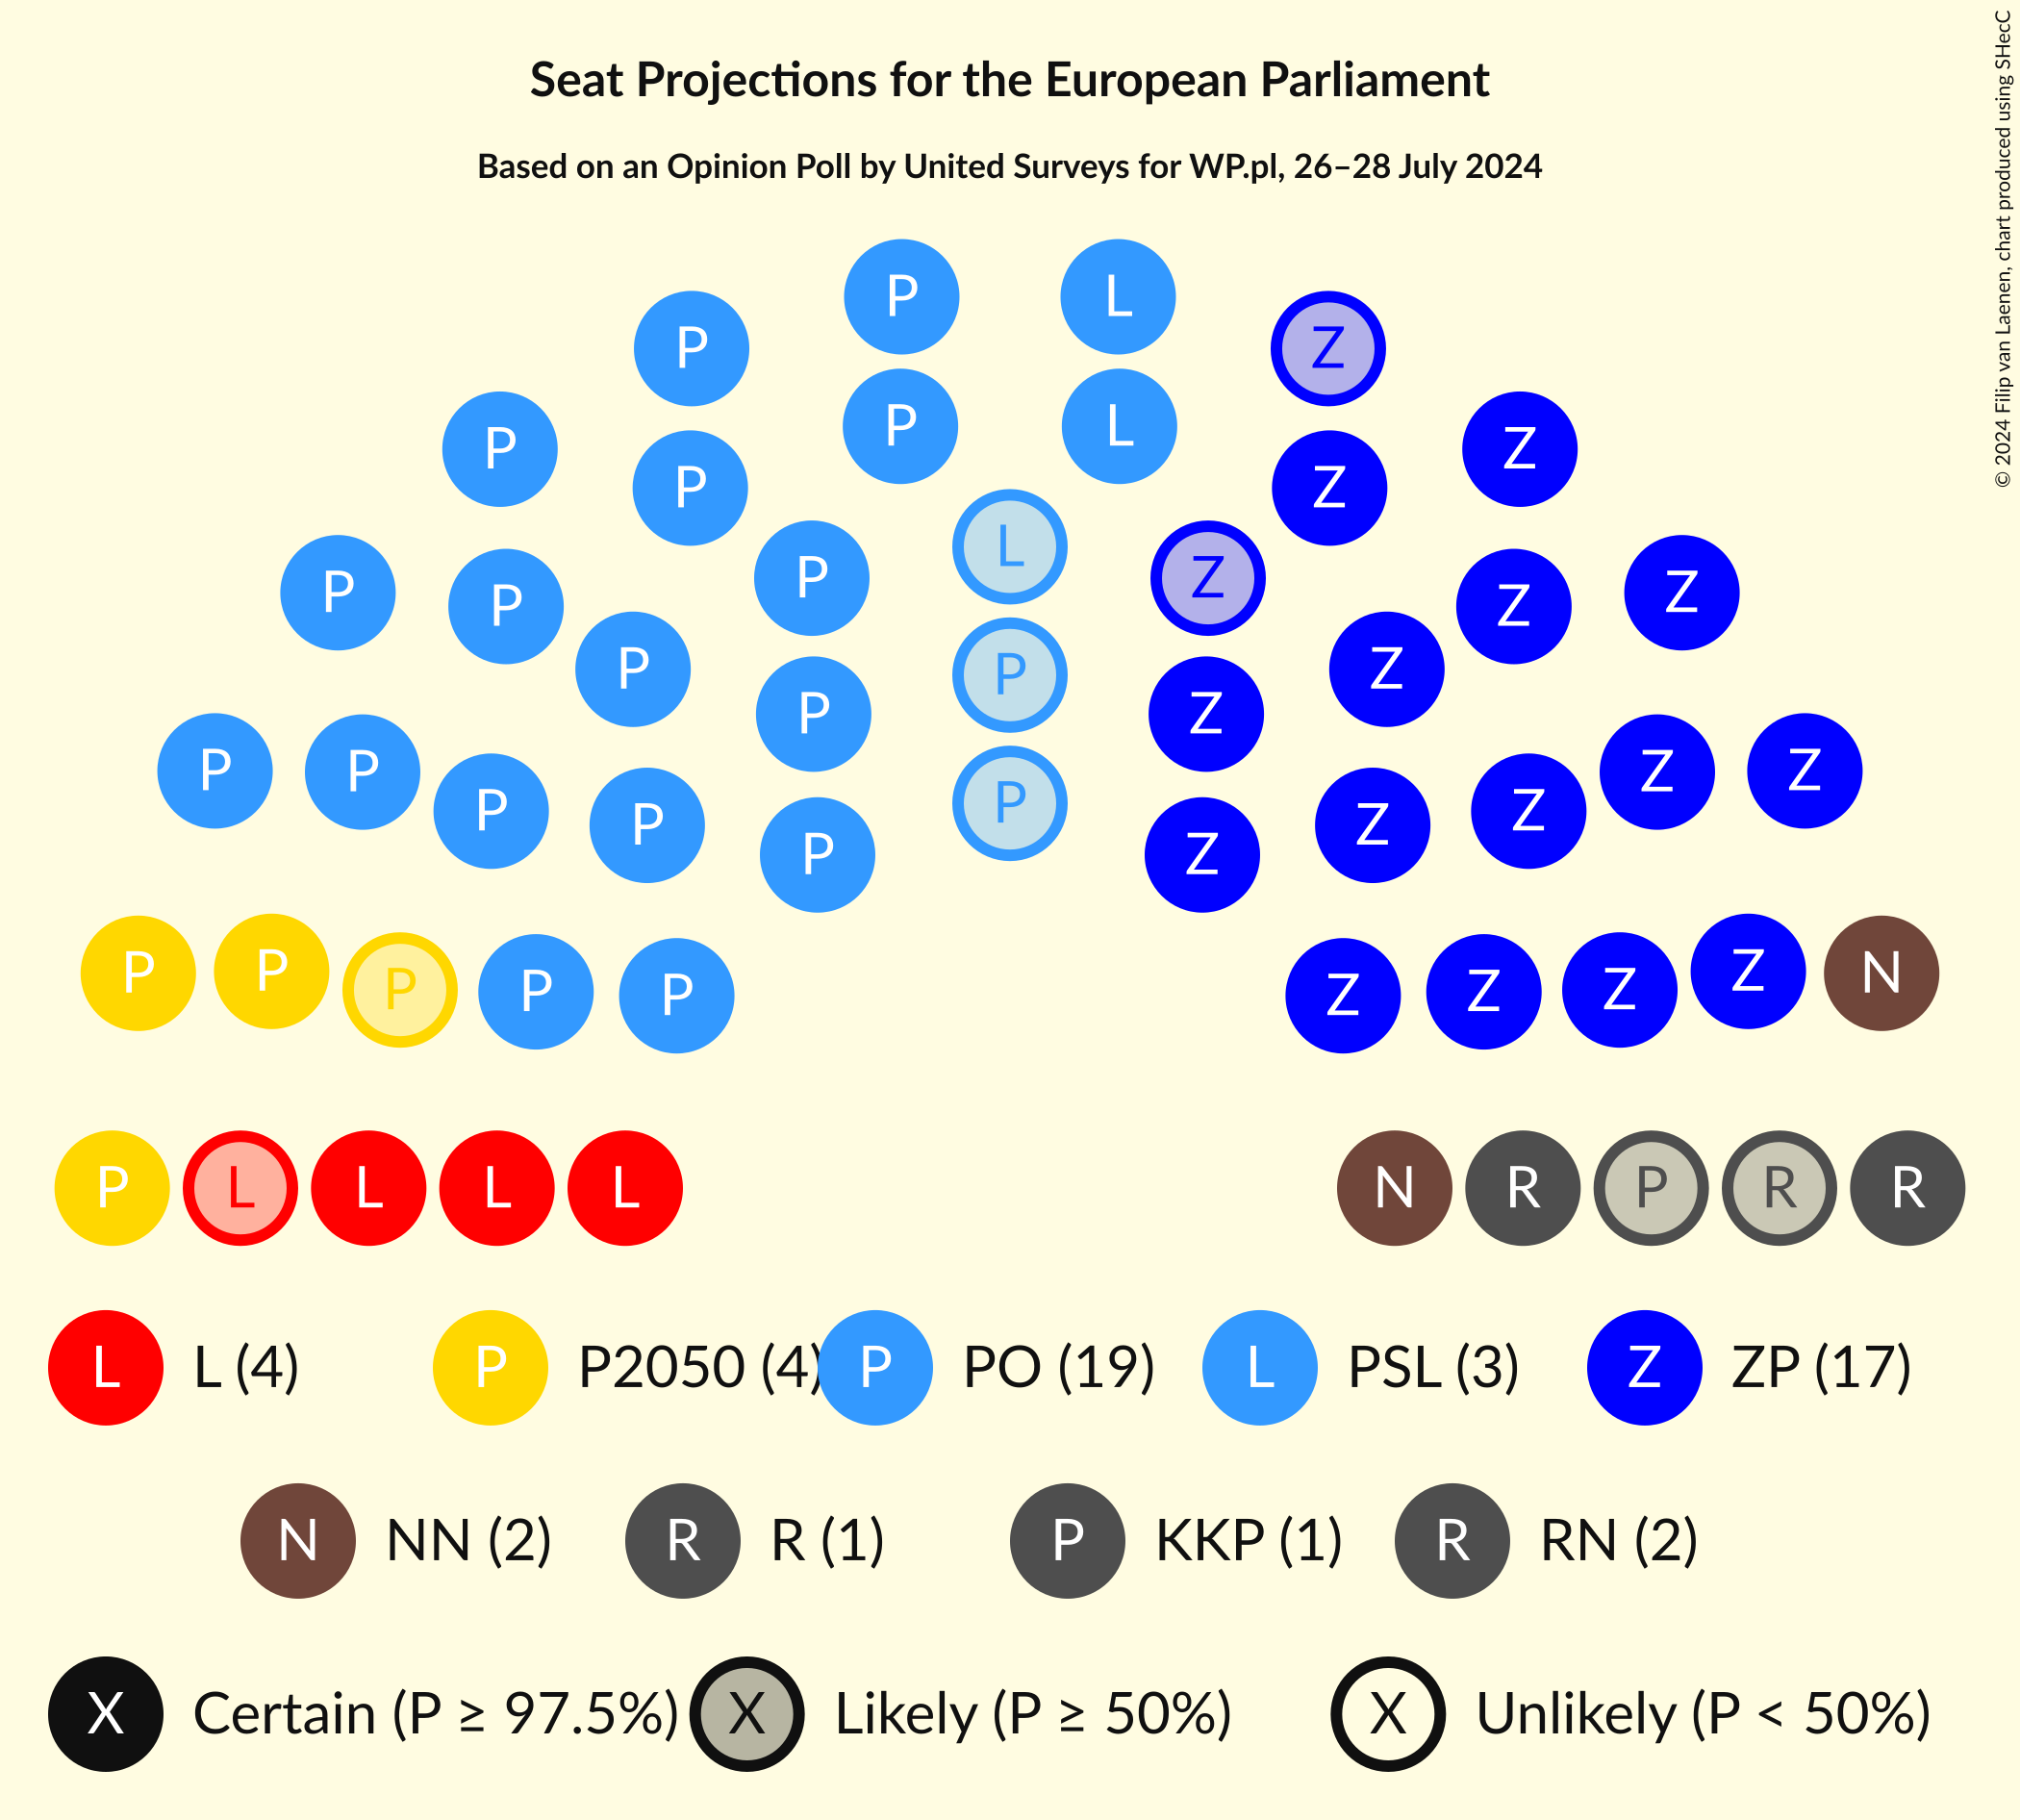 Seat Projections for the European Parliament
Based on an Opinion Poll by United Surveys for WP.pl, 26–28 July 2024
© 2024 Filip van Laenen, chart produced using SHecC
P L
P Z
P L
P Z
P Z
L
P Z
P Z
P Z
P Z
P
P Z
P Z
P Z
P
P Z
P Z
P Z
P P P P P Z Z Z Z N
P L L L L N R P R R
L L (4) P P2050 (4) P PO (19) L PSL (3) Z ZP (17)
N NN (2) R R (1) P KKP (1) R RN (2)
X Certain (P ≥ 97.5%) X Likely (P ≥ 50%) X Unlikely (P < 50%)